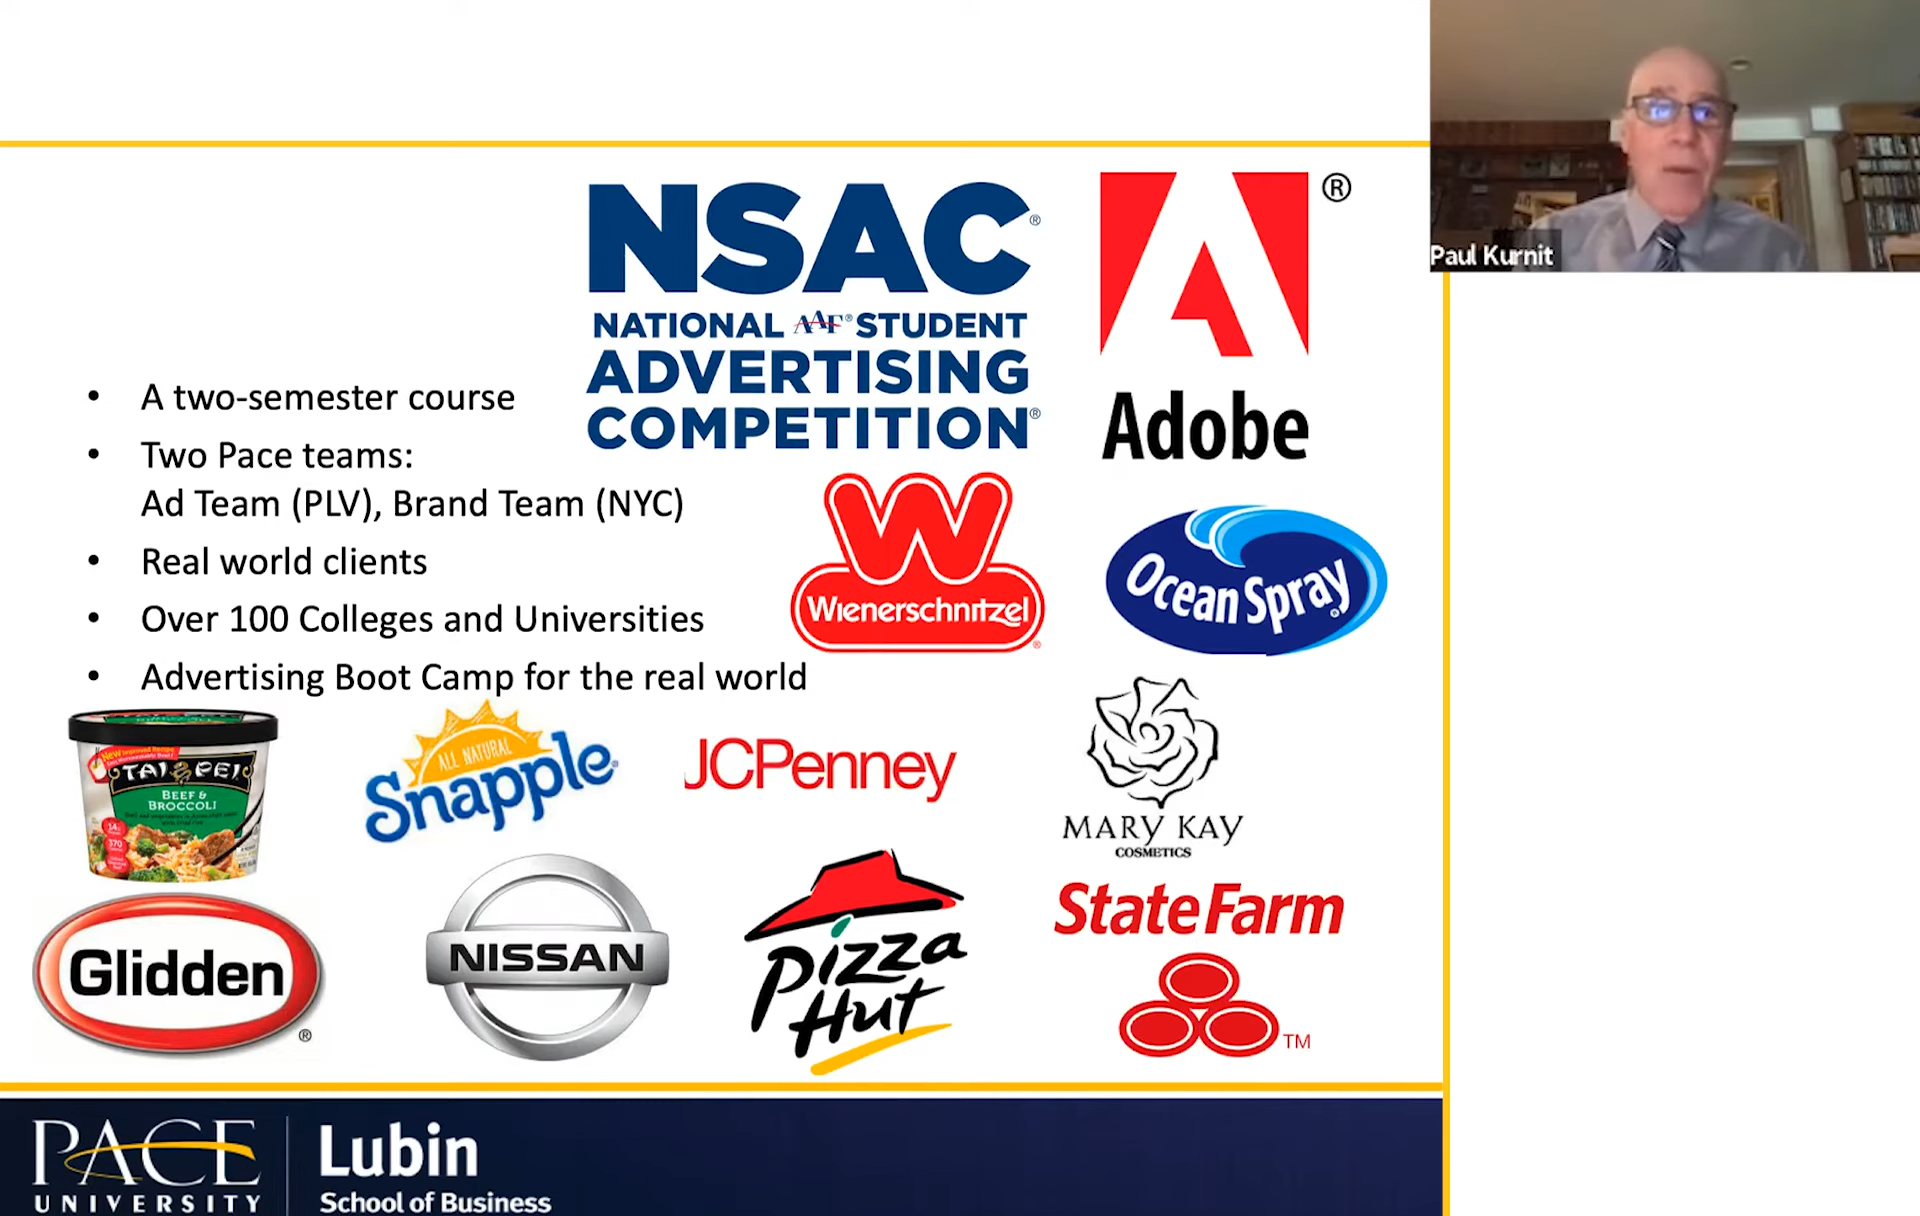 NSAC®
NATIONAL AAF® STUDENT
ADVERTISING
COMPETITION®
®
Adobe
Paul Kurnit
• A two-semester course
• Two Pace teams:
Ad Team (PLV), Brand Team (NYC)
• Real world clients
• Over 100 Colleges and Universities
• Advertising Boot Camp for the real world
W
Wienerschnitzel
®
Ocean Spray®
TAI PEI
BEEF &
BROCCOLI
ALL NATURAL
Snapple
JCPenney
MARY KAY
COSMETICS
Glidden
®
NISSAN
Pizza
Hut
State Farm
TM
PACE
UNIVERSITY
Lubin
School of Business